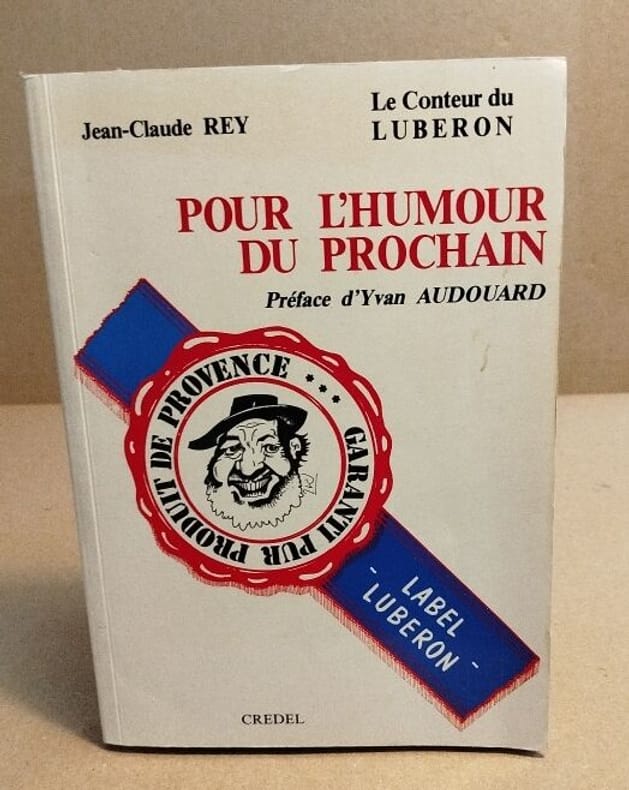 Jean-Claude REY
Le Conteur du
LUBERON
POUR L'HUMOUR
DU PROCHAIN
Préface d'Yvan AUDOUARD
GARANTI PUR PRODUIT DE PROVENCE...
- LABEL
LUBERON -
CREDEL